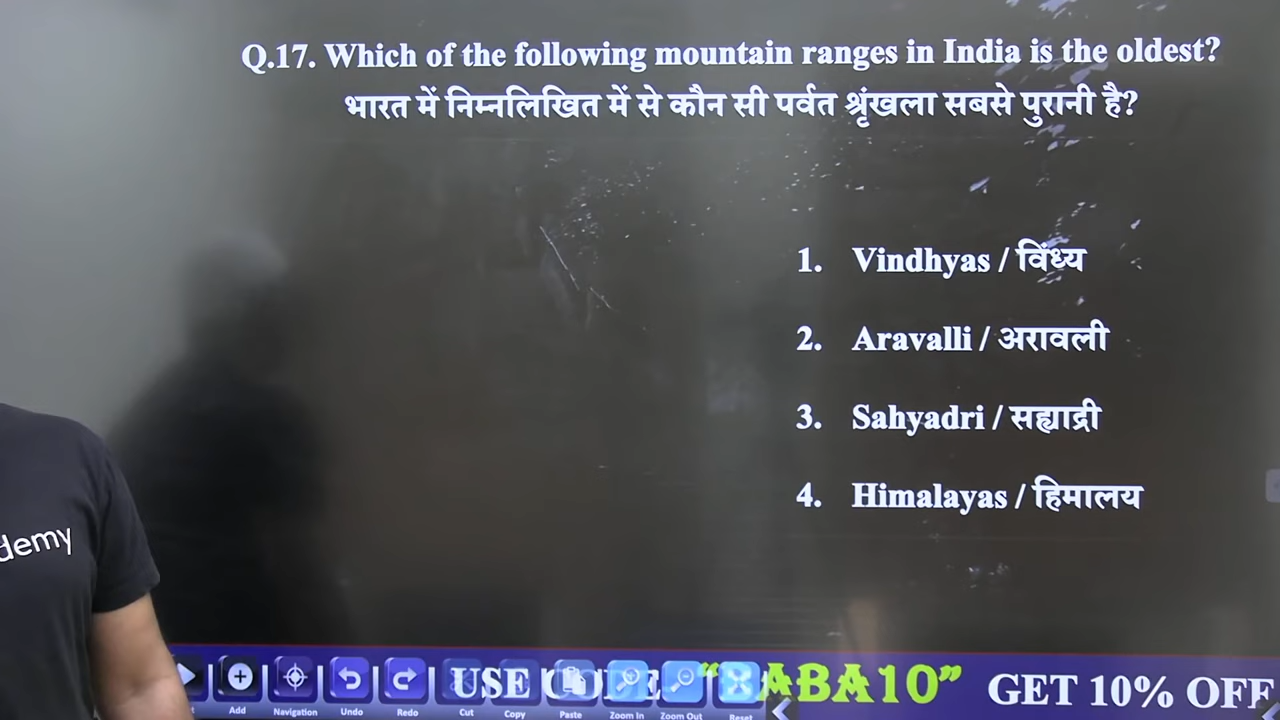 Q.17. Which of the following mountain ranges in India is the oldest?
भारत में निम्नलिखित में से कौन सी पर्वत श्रृंखला सबसे पुरानी है?
1. Vindhyas / विंध्य
2. Aravalli / अरावली
3. Sahyadri / सह्याद्री
4. Himalayas / हिमालय
demy
USE CODE "BABA10" GET 10% OFF
Add Navigation Undo Redo Cut Copy Paste Zoom In Zoom Out Reset